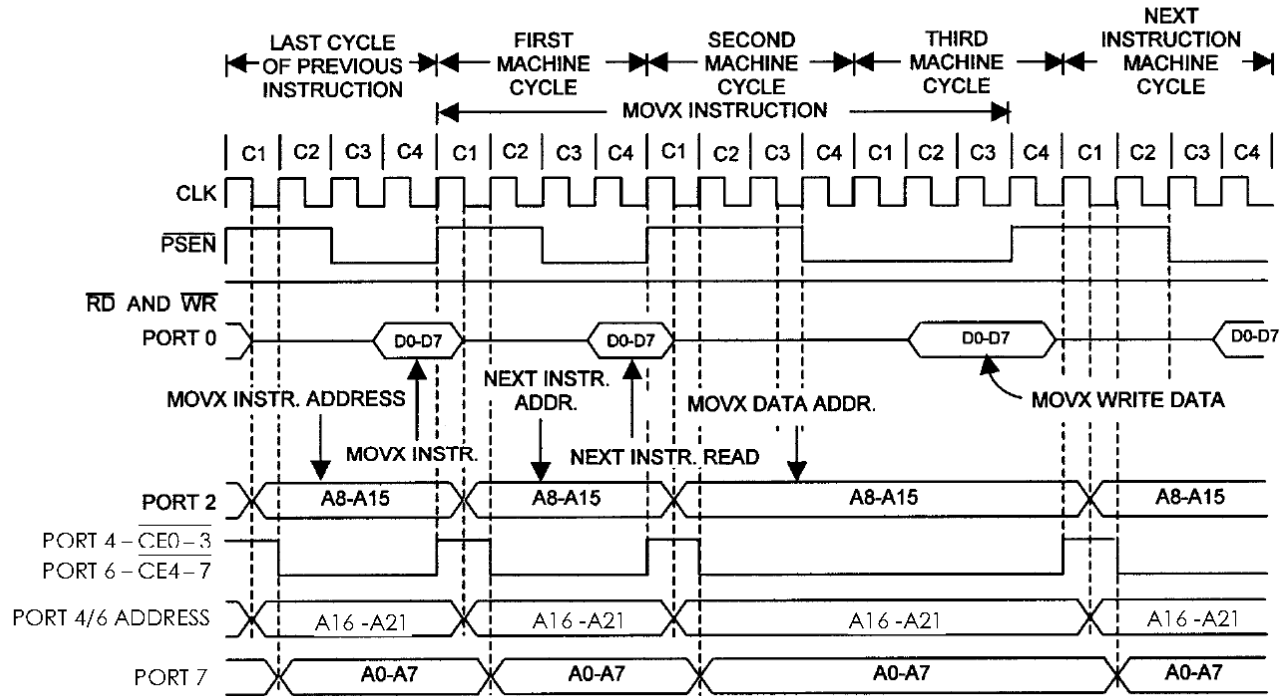 LAST CYCLE
OF PREVIOUS
INSTRUCTION
FIRST
MACHINE
CYCLE
SECOND
MACHINE
CYCLE
THIRD
MACHINE
CYCLE
NEXT
INSTRUCTION
MACHINE
CYCLE
MOVX INSTRUCTION
C1 C2 C3 C4 C1 C2 C3 C4 C1 C2 C3 C4 C1 C2 C3 C4 C1 C2 C3 C4
CLK
PSEN
RD AND WR
PORT 0
D0-D7 D0-D7 D0-D7 D0-D7
MOVX INSTR. ADDRESS
NEXT INSTR.
ADDR.
MOVX DATA ADDR.
MOVX WRITE DATA
MOVX INSTR.
NEXT INSTR. READ
PORT 2
A8-A15 A8-A15 A8-A15 A8-A15
PORT 4 – CE0 – 3
PORT 6 – CE4 – 7
PORT 4/6 ADDRESS
A16 -A21 A16 -A21 A16 -A21 A16 -A21
PORT 7
A0-A7 A0-A7 A0-A7 A0-A7